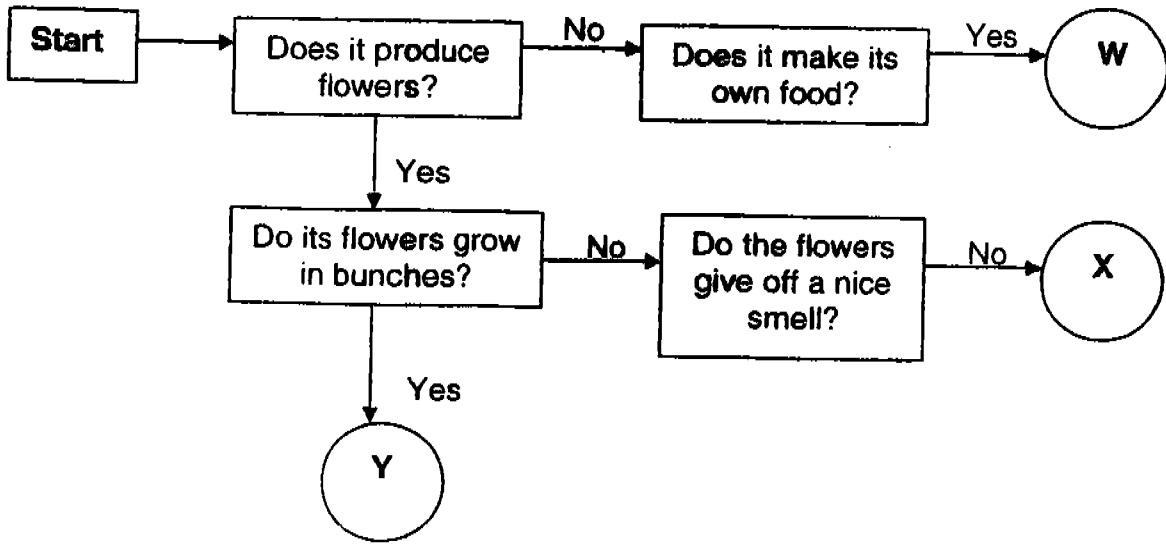 Start
Does it produce
flowers?
No
Does it make its
own food?
Yes
W
Yes
Do its flowers grow
in bunches?
No
Do the flowers
give off a nice
smell?
No
X
Yes
Y